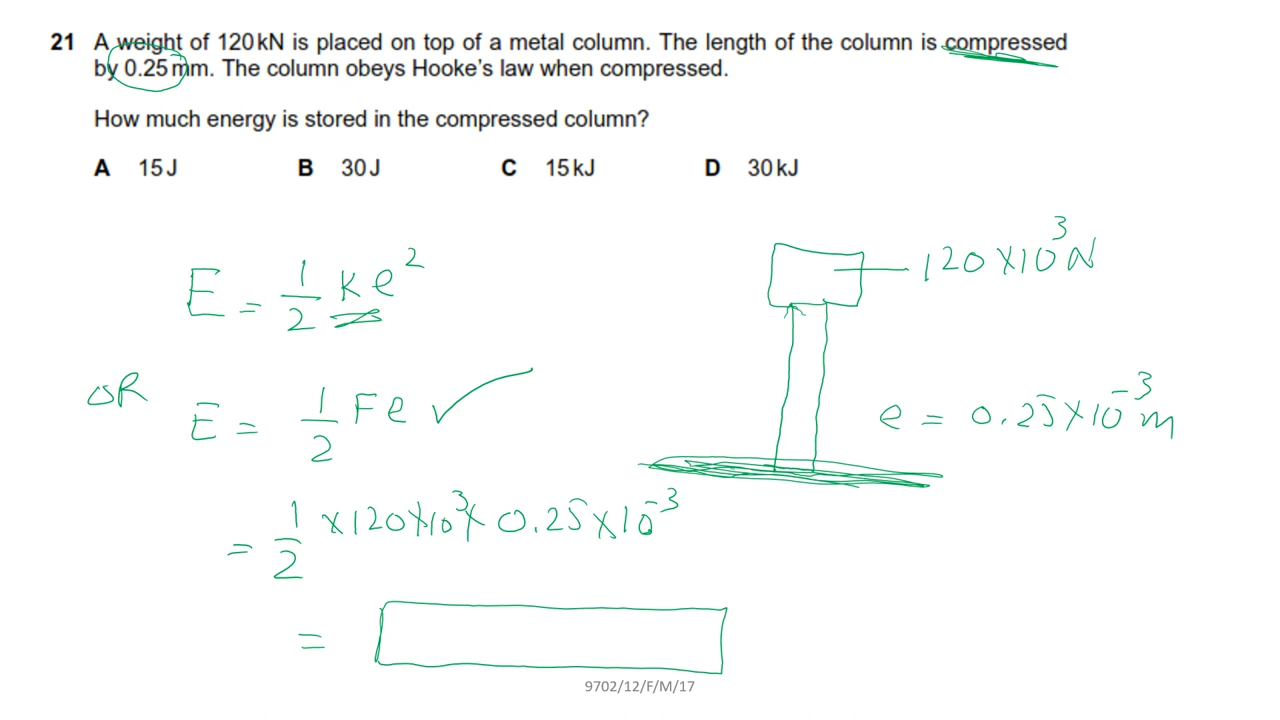 21 A weight of 120 kN is placed on top of a metal column. The length of the column is compressed
by 0.25 mm. The column obeys Hooke's law when compressed.
How much energy is stored in the compressed column?
A 15 J B 30 J C 15 kJ D 30 kJ
E = 1/2 k e²
120 × 10³ N
OR
E = 1/2 F e ✓
e = 0.25 × 10⁻³ m
= 1/2 × 120 × 10³ × 0.25 × 10⁻³
=
9702/12/F/M/17